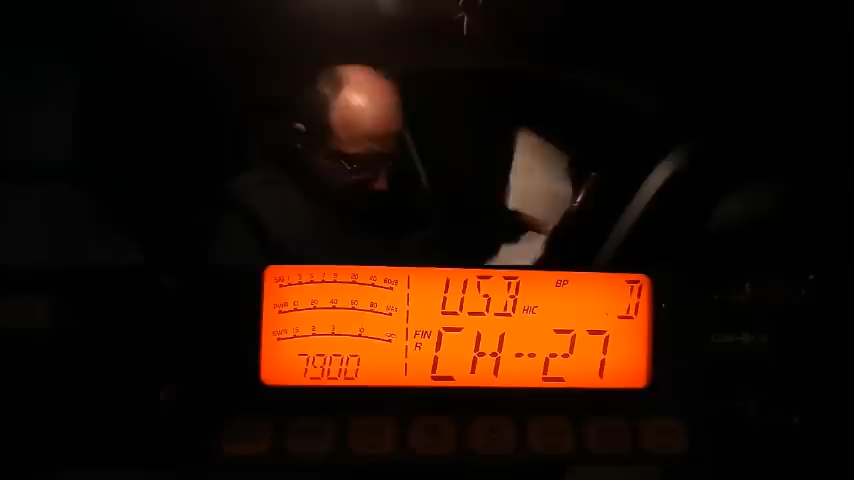 SIG 1 3 5 7 9 20 40 60dB
USB HIC BP D
PWR 10 20 40 60 80 MAX
SWR 1.5 2 3 10 ∞
FIN R CH-27
7900